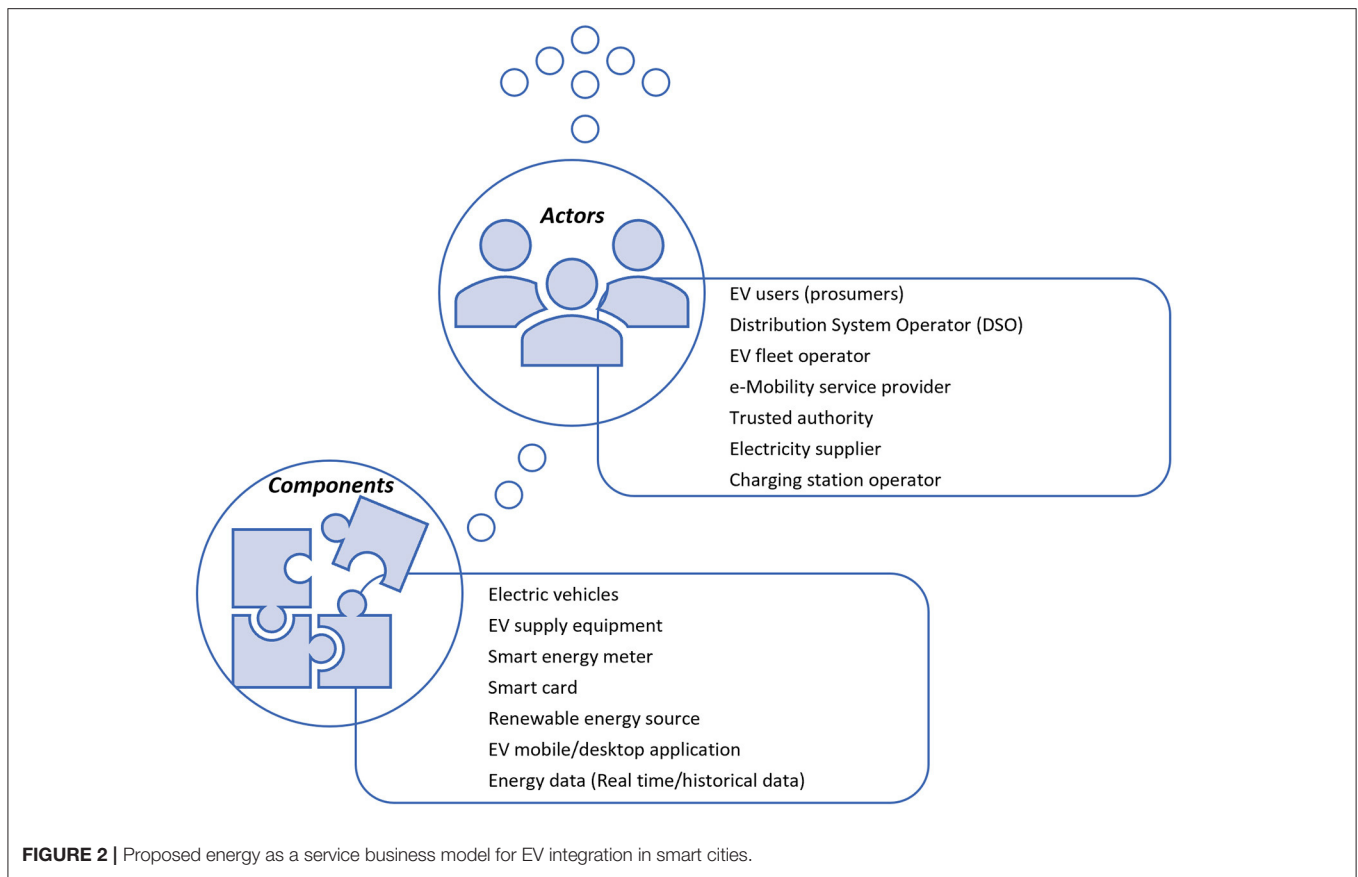 Actors
EV users (prosumers)
Distribution System Operator (DSO)
EV fleet operator
e-Mobility service provider
Trusted authority
Electricity supplier
Charging station operator
Components
Electric vehicles
EV supply equipment
Smart energy meter
Smart card
Renewable energy source
EV mobile/desktop application
Energy data (Real time/historical data)
FIGURE 2 | Proposed energy as a service business model for EV integration in smart cities.